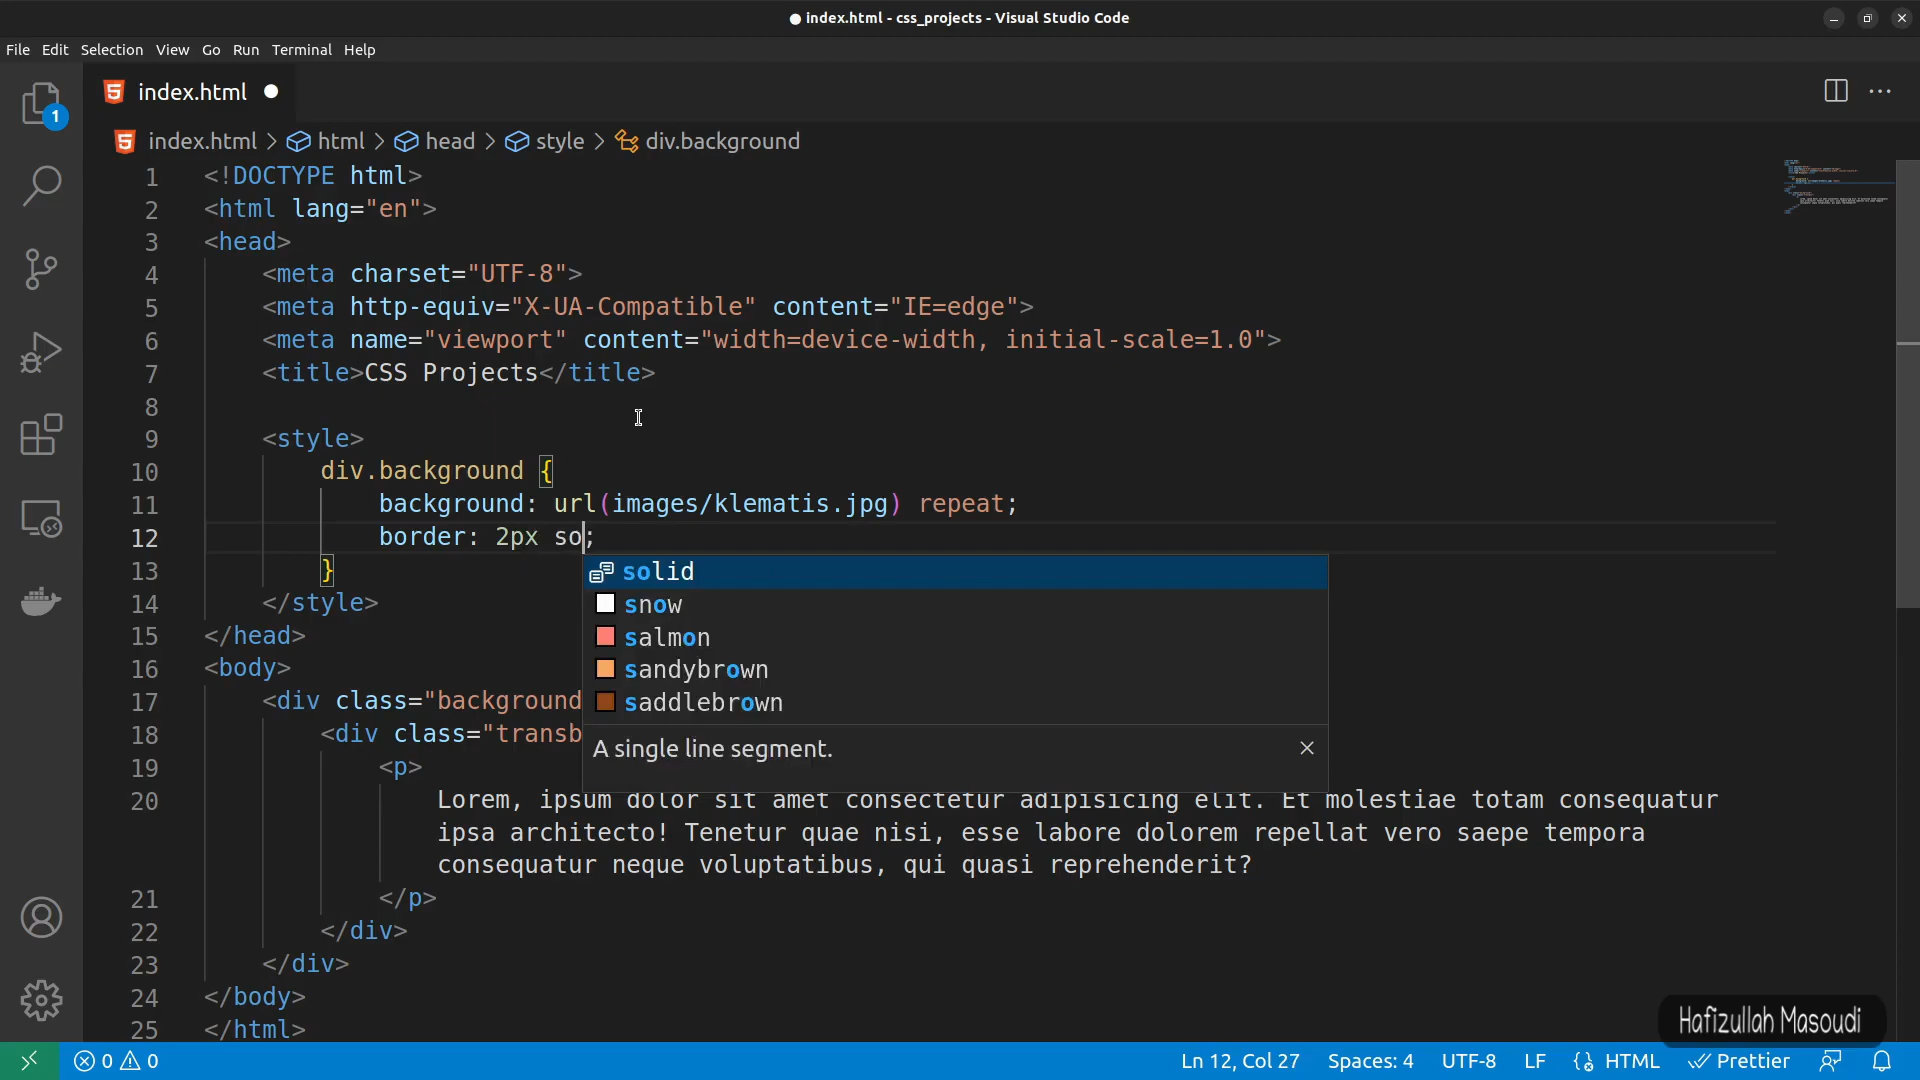 index.html - css_projects - Visual Studio Code
File Edit Selection View Go Run Terminal Help
index.html
1
index.html > html > head > style > div.background
1 <!DOCTYPE html>
2 <html lang="en">
3 <head>
4 <meta charset="UTF-8">
5 <meta http-equiv="X-UA-Compatible" content="IE=edge">
6 <meta name="viewport" content="width=device-width, initial-scale=1.0">
7 <title>CSS Projects</title>
8
9 <style>
10 div.background {
11 background: url(images/klematis.jpg) repeat;
12 border: 2px so;
13 }
solid
14 </style>
snow
15 </head>
salmon
16 <body>
sandybrown
17 <div class="background
saddlebrown
18 <div class="transb
A single line segment.
19 <p>
20 Lorem, ipsum dolor sit amet consectetur adipisicing elit. Et molestiae totam consequatur
ipsa architecto! Tenetur quae nisi, esse labore dolorem repellat vero saepe tempora
consequatur neque voluptatibus, qui quasi reprehenderit?
21 </p>
22 </div>
23 </div>
24 </body>
25 </html>
Hafizullah Masoudi
0 0 Ln 12, Col 27 Spaces: 4 UTF-8 LF HTML Prettier